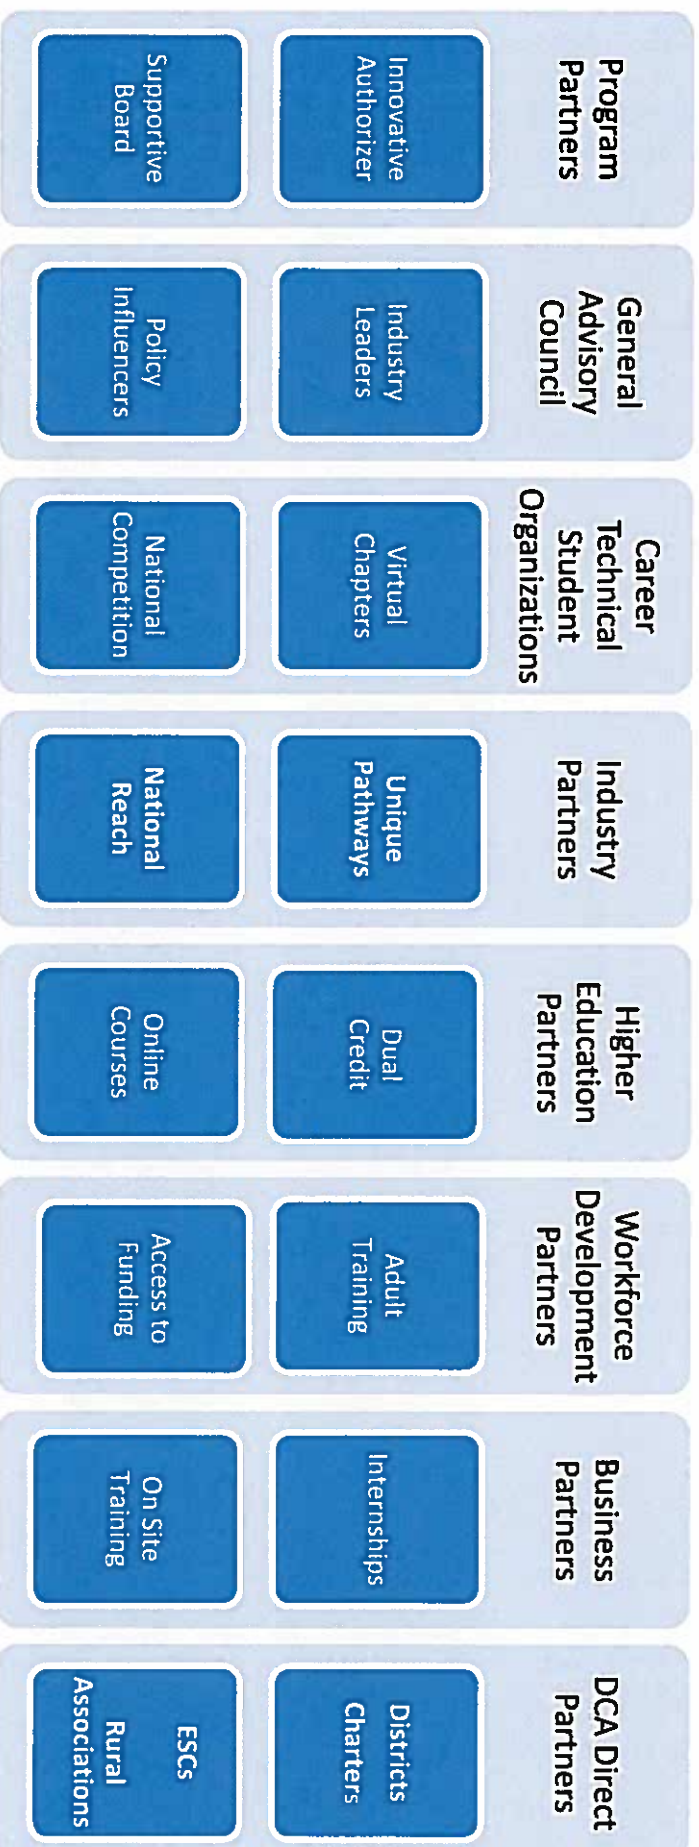 Program
Partners
Innovative
Authorizer
Supportive
Board
General
Advisory
Council
Industry
Leaders
Policy
Influencers
Career
Technical
Student
Organizations
Virtual
Chapters
National
Competition
Industry
Partners
Unique
Pathways
National
Reach
Higher
Education
Partners
Dual
Credit
Online
Courses
Workforce
Development
Partners
Adult
Training
Access to
Funding
Business
Partners
Internships
On Site
Training
DCA Direct
Partners
Districts
Charters
ESCs
Rural
Associations